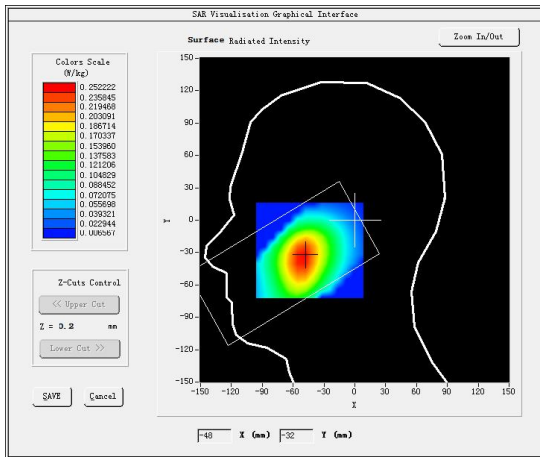 SAR Visualisation Graphical Interface
Surface Radiated Intensity
Zoom In/Out
Colors Scale
(W/kg)
0.252222
0.235845
0.219468
0.203091
0.186714
0.170337
0.153960
0.137583
0.121206
0.104829
0.088452
0.072075
0.055698
0.039321
0.022944
0.006567
Z-Cuts Control
<< Upper Cut
Z = 0.2 mm
Lower Cut >>
SAVE Cancel
150
120
90
60
30
0
-30
-60
-90
-120
-150
Y
-150 -120 -90 -60 -30 0 30 60 90 120 150
X
-48 X (mm) -32 Y (mm)